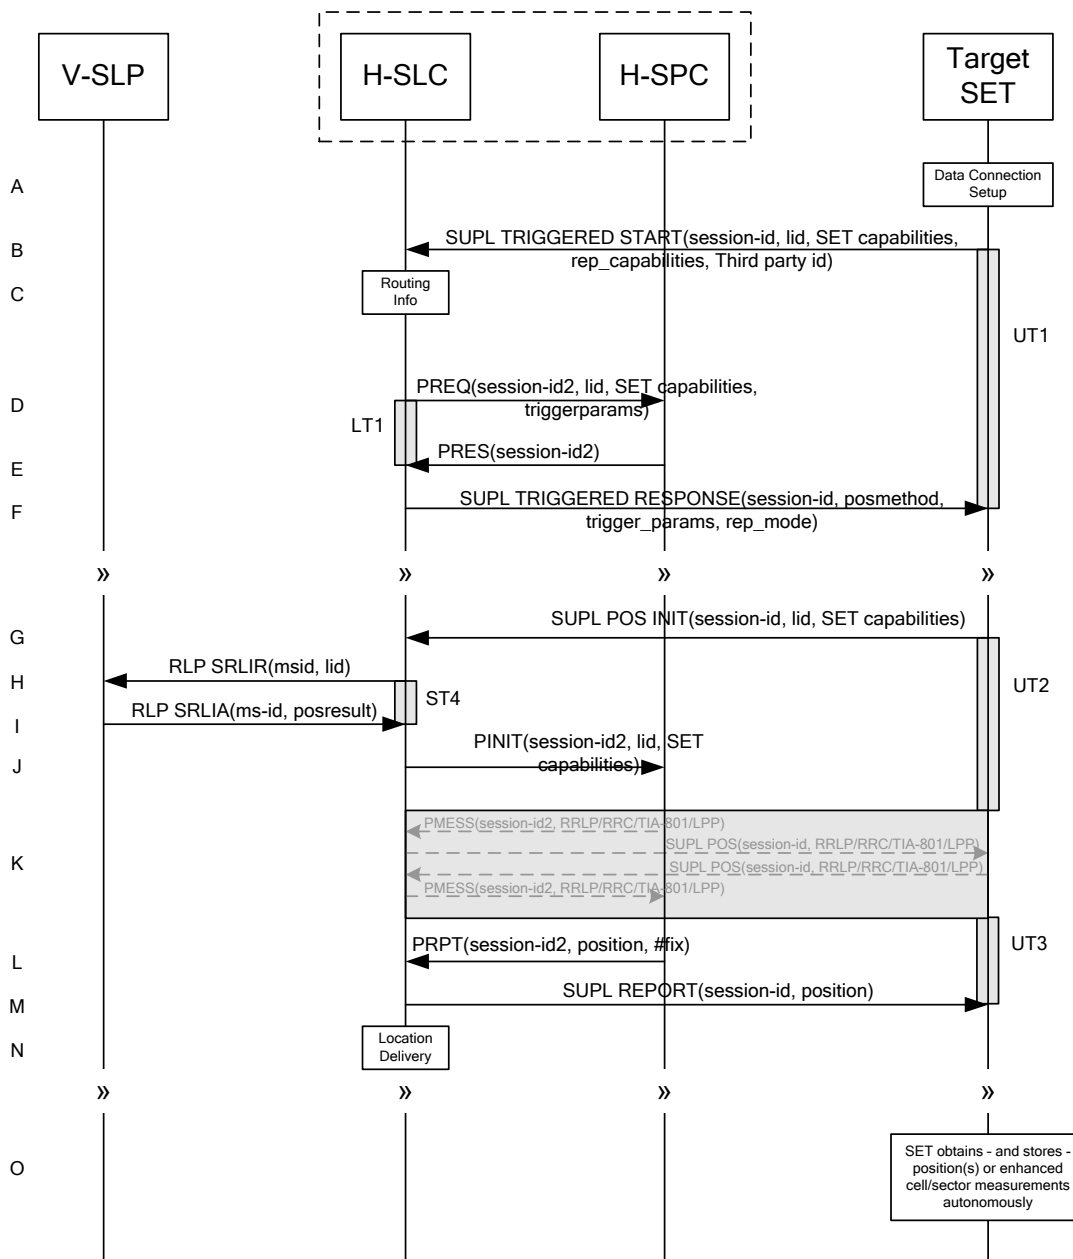 V-SLP
H-SLC
H-SPC
Target
SET
A
Data Connection
Setup
B
SUPL TRIGGERED START(session-id, lid, SET capabilities,
rep_capabilities, Third party id)
C
Routing
Info
UT1
D
PREQ(session-id2, lid, SET capabilities,
triggerparams)
LT1
E
PRES(session-id2)
F
SUPL TRIGGERED RESPONSE(session-id, posmethod,
trigger_params, rep_mode)
» » » »
G
SUPL POS INIT(session-id, lid, SET capabilities)
H
RLP SRLIR(msid, lid)
ST4
UT2
I
RLP SRLIA(ms-id, posresult)
J
PINIT(session-id2, lid, SET
capabilities)
K
PMESS(session-id2, RRLP/RRC/TIA-801/LPP)
SUPL POS(session-id, RRLP/RRC/TIA-801/LPP)
SUPL POS(session-id, RRLP/RRC/TIA-801/LPP)
PMESS(session-id2, RRLP/RRC/TIA-801/LPP)
L
PRPT(session-id2, position, #fix)
UT3
M
SUPL REPORT(session-id, position)
N
Location
Delivery
» » » »
O
SET obtains - and stores -
position(s) or enhanced
cell/sector measurements
autonomously